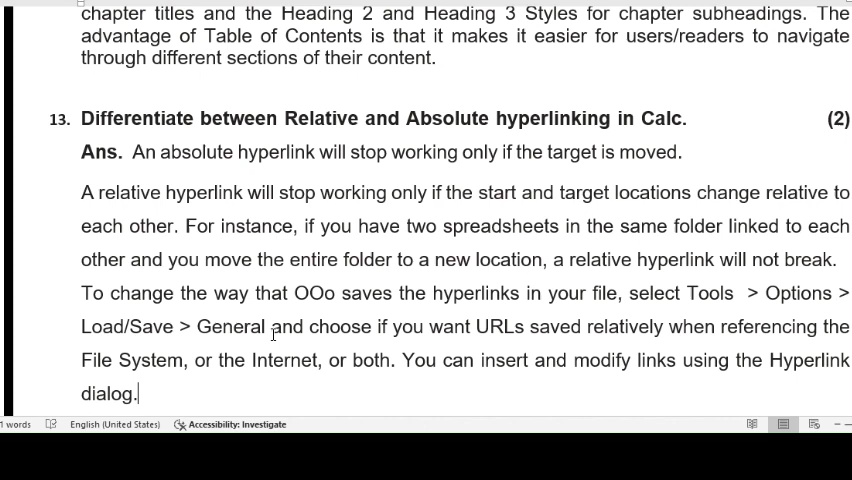 chapter titles and the Heading 2 and Heading 3 Styles for chapter subheadings. The
advantage of Table of Contents is that it makes it easier for users/readers to navigate
through different sections of their content.
13. Differentiate between Relative and Absolute hyperlinking in Calc. (2)
Ans. An absolute hyperlink will stop working only if the target is moved.
A relative hyperlink will stop working only if the start and target locations change relative to
each other. For instance, if you have two spreadsheets in the same folder linked to each
other and you move the entire folder to a new location, a relative hyperlink will not break.
To change the way that OOo saves the hyperlinks in your file, select Tools > Options >
Load/Save > General and choose if you want URLs saved relatively when referencing the
File System, or the Internet, or both. You can insert and modify links using the Hyperlink
dialog.
1 words English (United States) Accessibility: Investigate